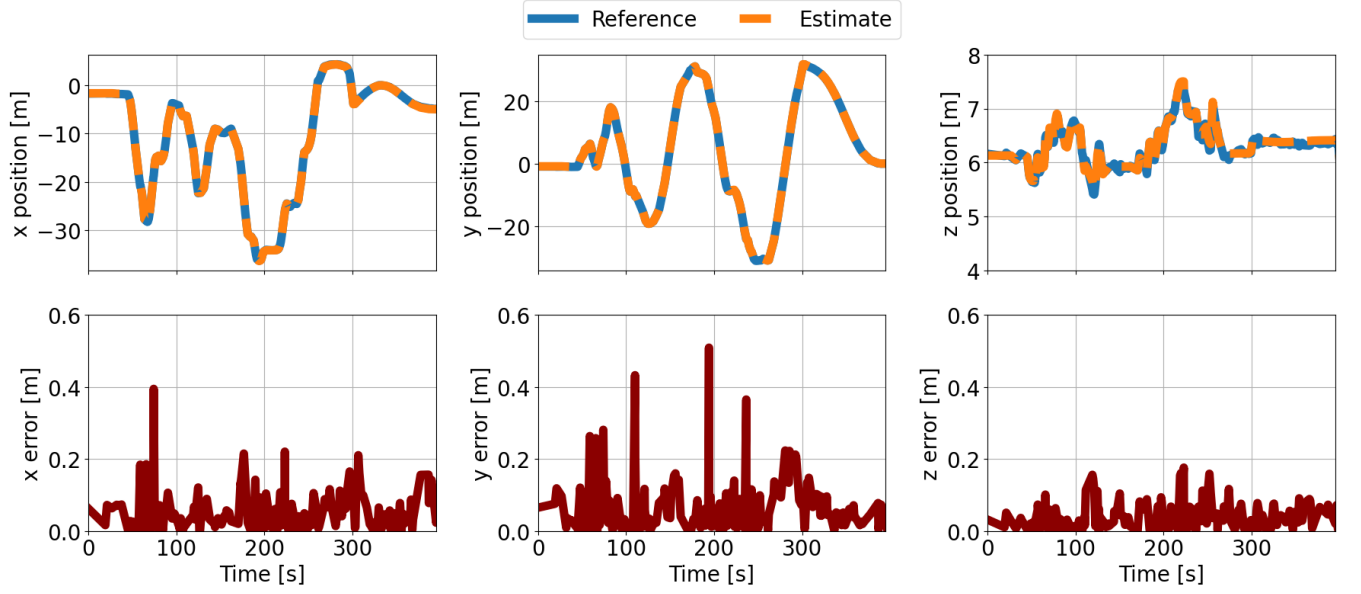 Reference Estimate
x position [m]
0
−10
−20
−30
y position [m]
20
0
−20
z position [m]
8
7
6
5
4
x error [m]
0.6
0.4
0.2
0.0
0 100 200 300
Time [s]
y error [m]
0.6
0.4
0.2
0.0
0 100 200 300
Time [s]
z error [m]
0.6
0.4
0.2
0.0
0 100 200 300
Time [s]